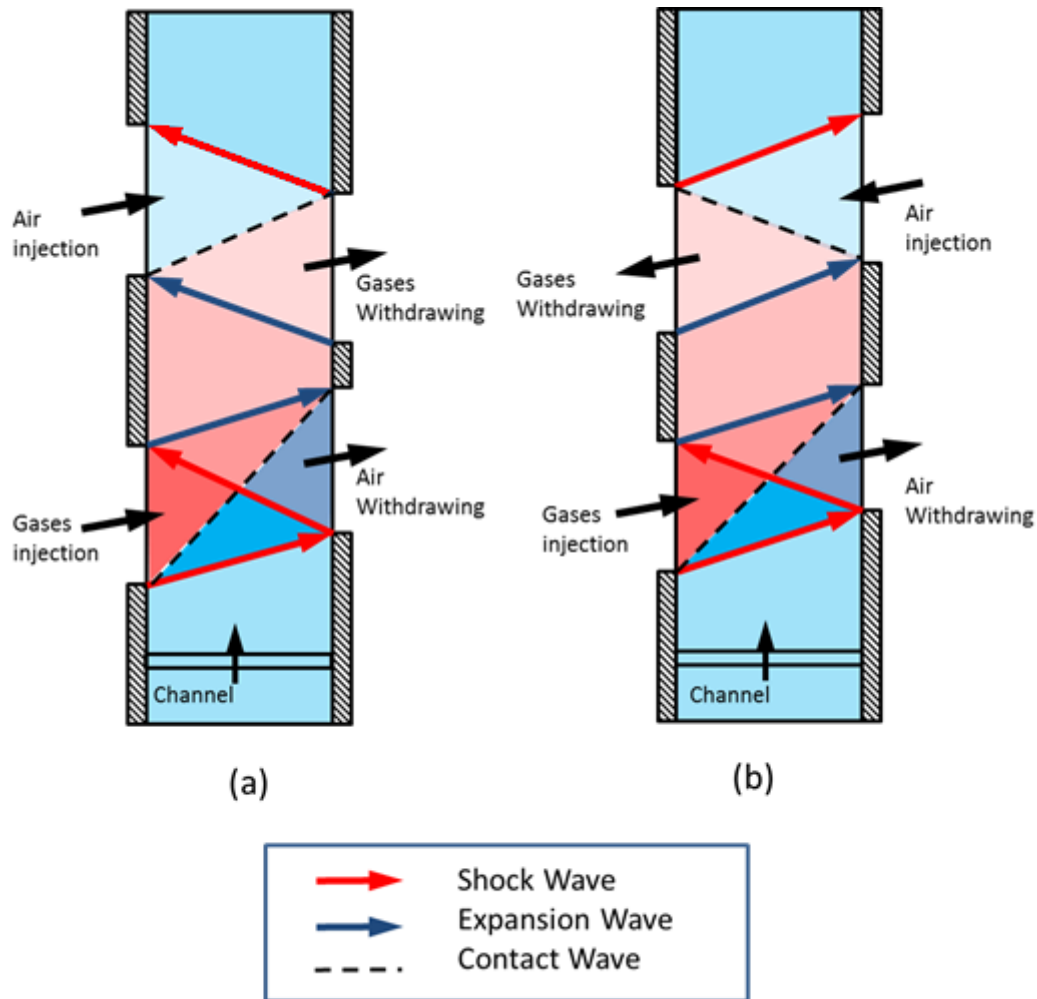 Air
injection
Gases
Withdrawing
Air
Withdrawing
Gases
injection
Channel
(a)
Air
injection
Gases
Withdrawing
Air
Withdrawing
Gases
injection
Channel
(b)
Shock Wave
Expansion Wave
Contact Wave